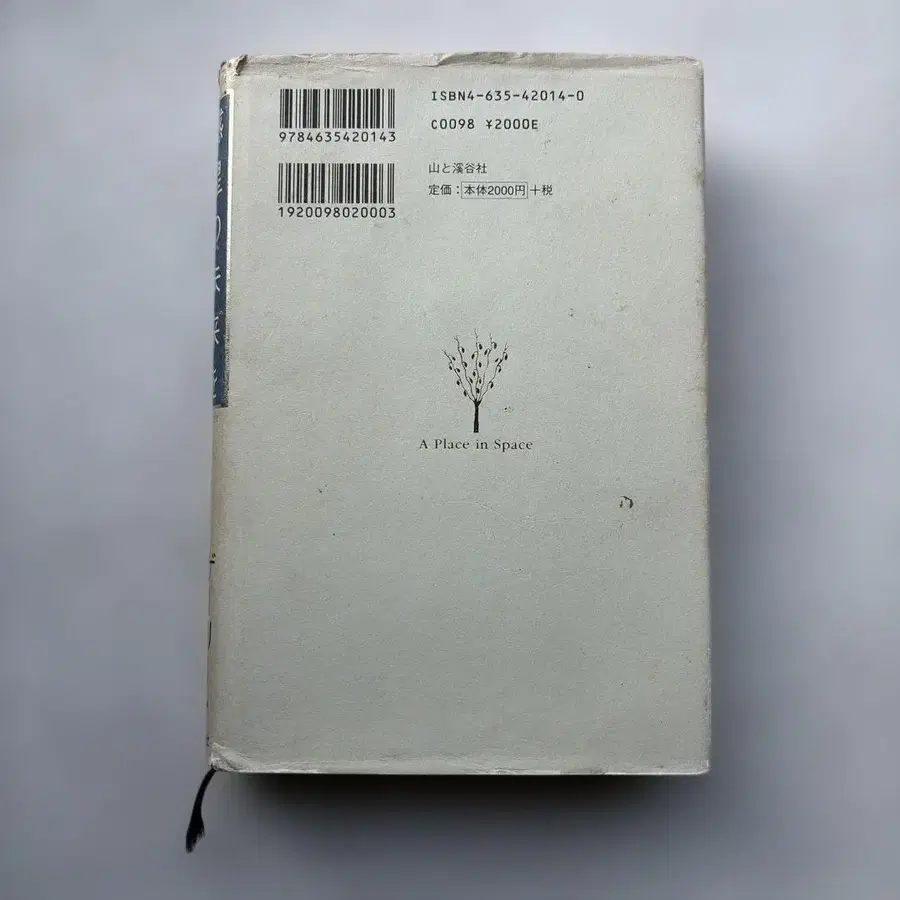 ISBN4-635-42014-0
9784635420143
C0098 ¥2000E
山と溪谷社
定価：本体2000円+税
1920098020003
A Place in Space